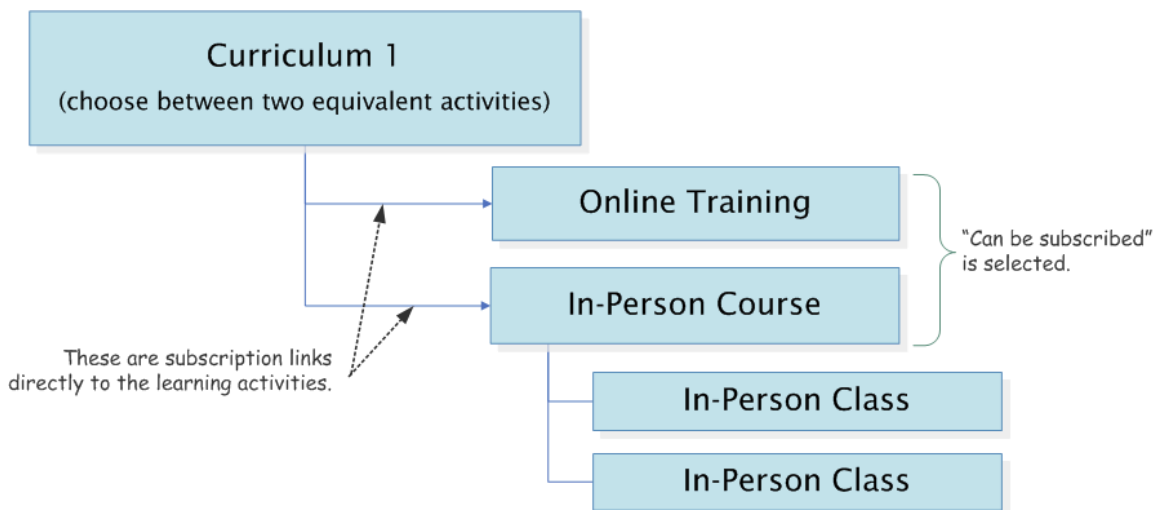 Curriculum 1
(choose between two equivalent activities)
Online Training
“Can be subscribed”
is selected.
In-Person Course
These are subscription links
directly to the learning activities.
In-Person Class
In-Person Class